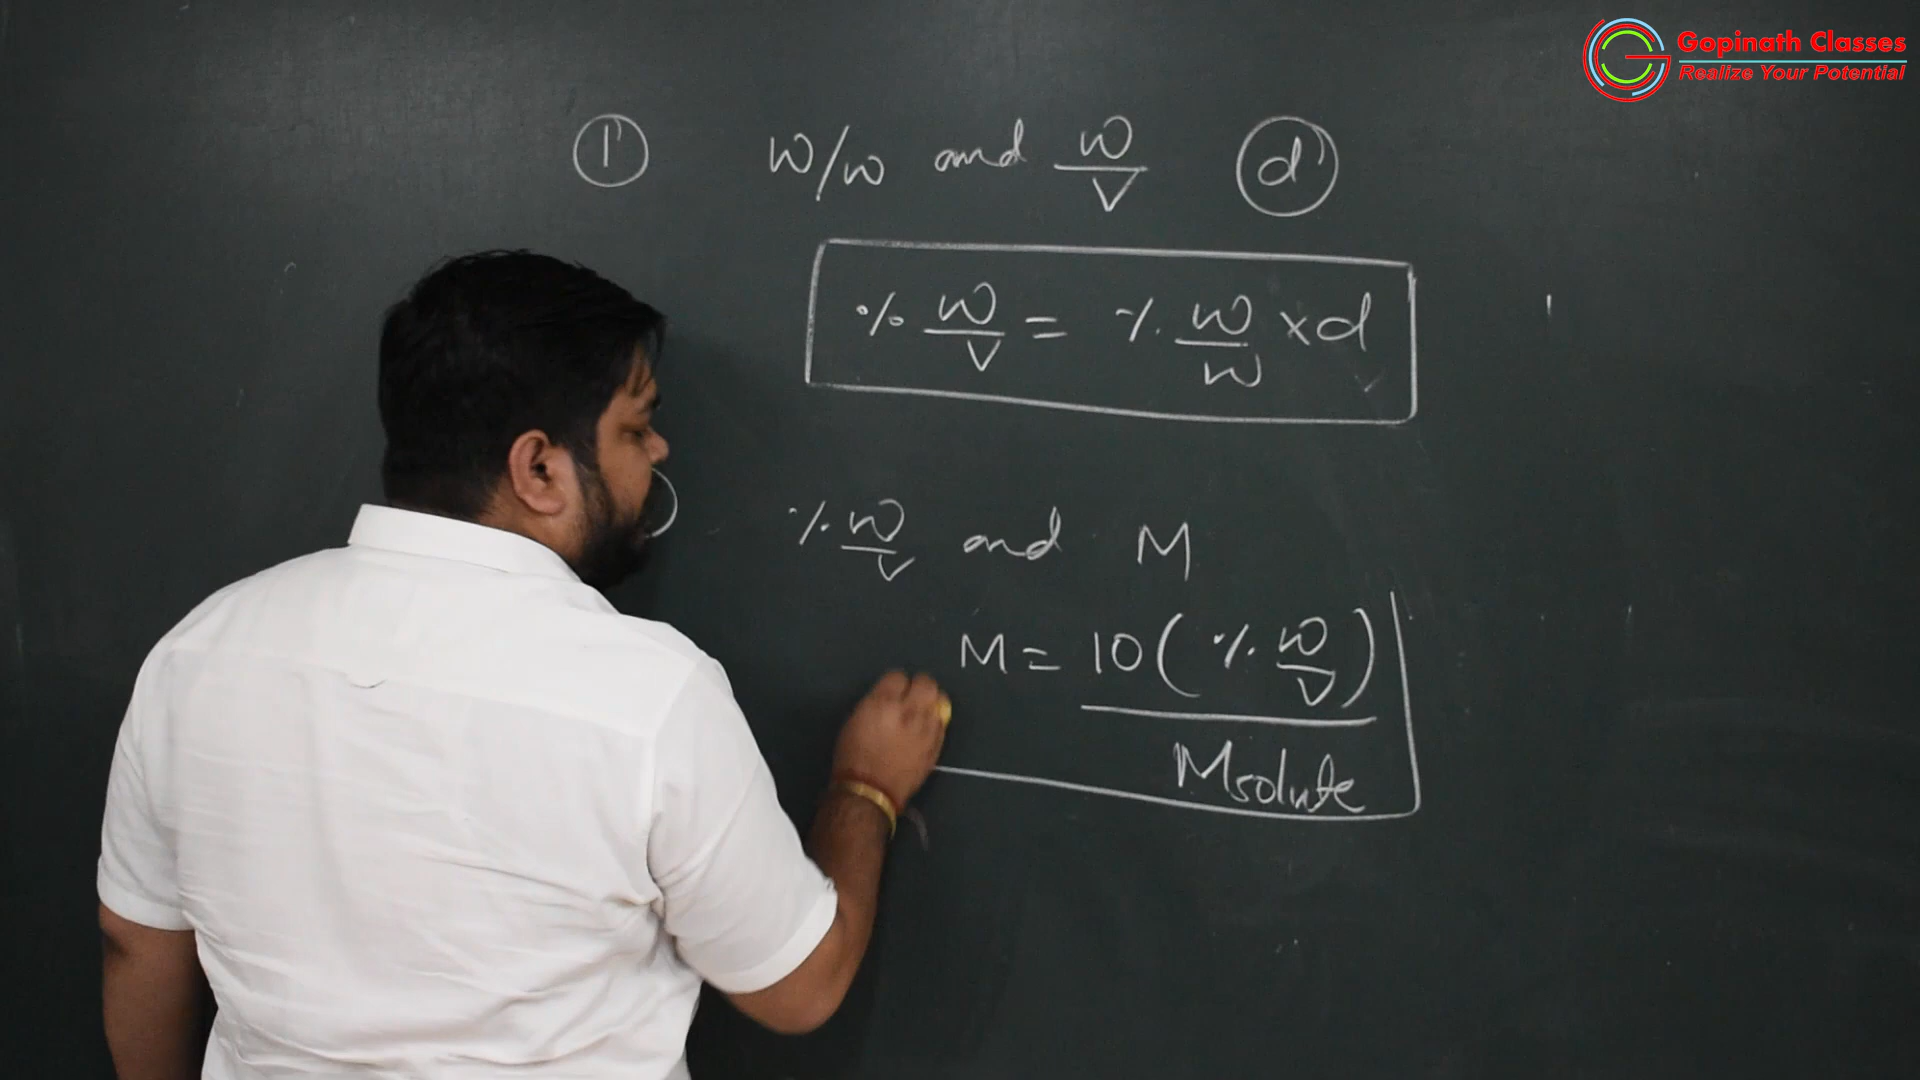 Gopinath Classes
Realize Your Potential
1 w/w and w/v d
% w/v = % w/w × d
% w/v and M
M = 10 ( % w/v )
Msolute